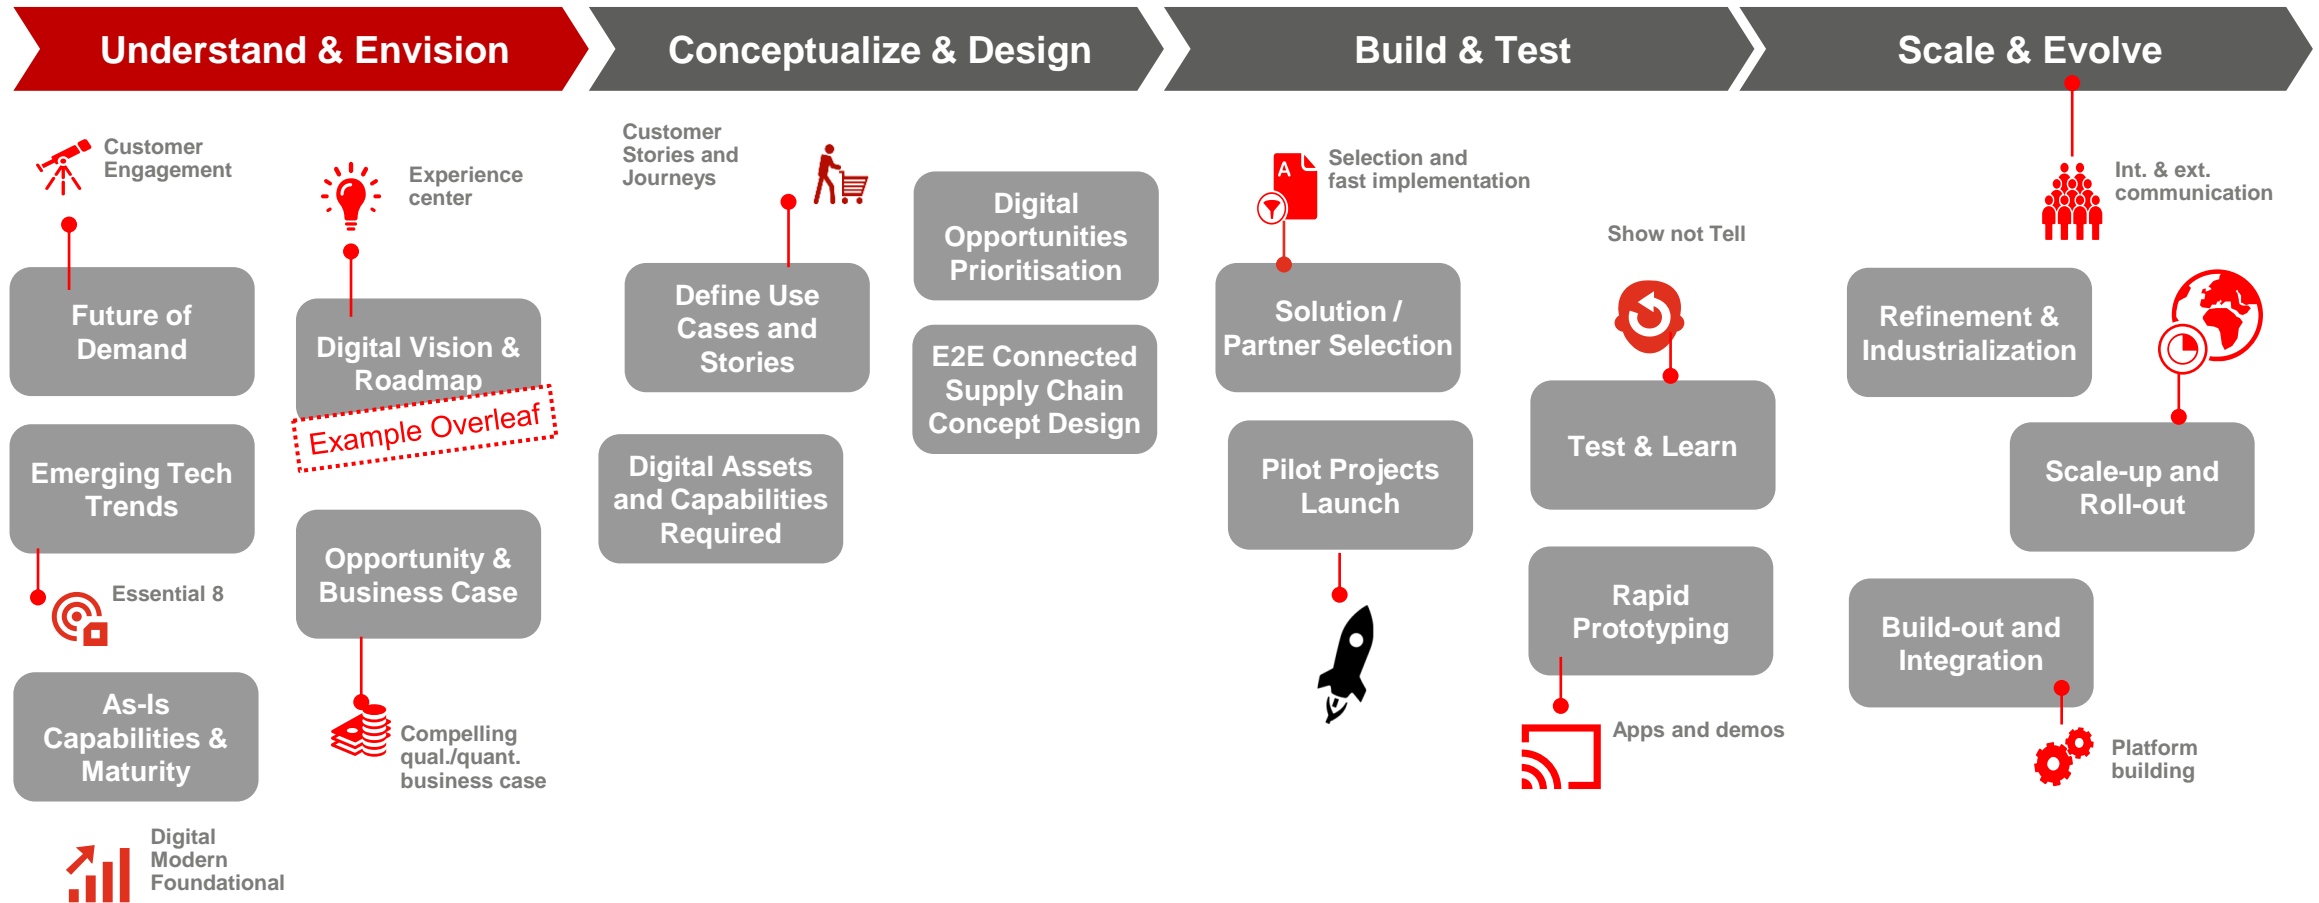 Understand & Envision
Conceptualize & Design
Build & Test
Scale & Evolve
Customer
Engagement
Experience
center
Future of
Demand
Digital Vision &
Roadmap
Example Overleaf
Emerging Tech
Trends
Essential 8
Opportunity &
Business Case
As-Is
Capabilities &
Maturity
Compelling
qual./quant.
business case
Digital
Modern
Foundational
Customer
Stories and
Journeys
Define Use
Cases and
Stories
Digital
Opportunities
Prioritisation
E2E Connected
Supply Chain
Concept Design
Digital Assets
and Capabilities
Required
A
Selection and
fast implementation
Solution /
Partner Selection
Show not Tell
Test & Learn
Pilot Projects
Launch
Rapid
Prototyping
Apps and demos
Int. & ext.
communication
Refinement &
Industrialization
Scale-up and
Roll-out
Build-out and
Integration
Platform
building